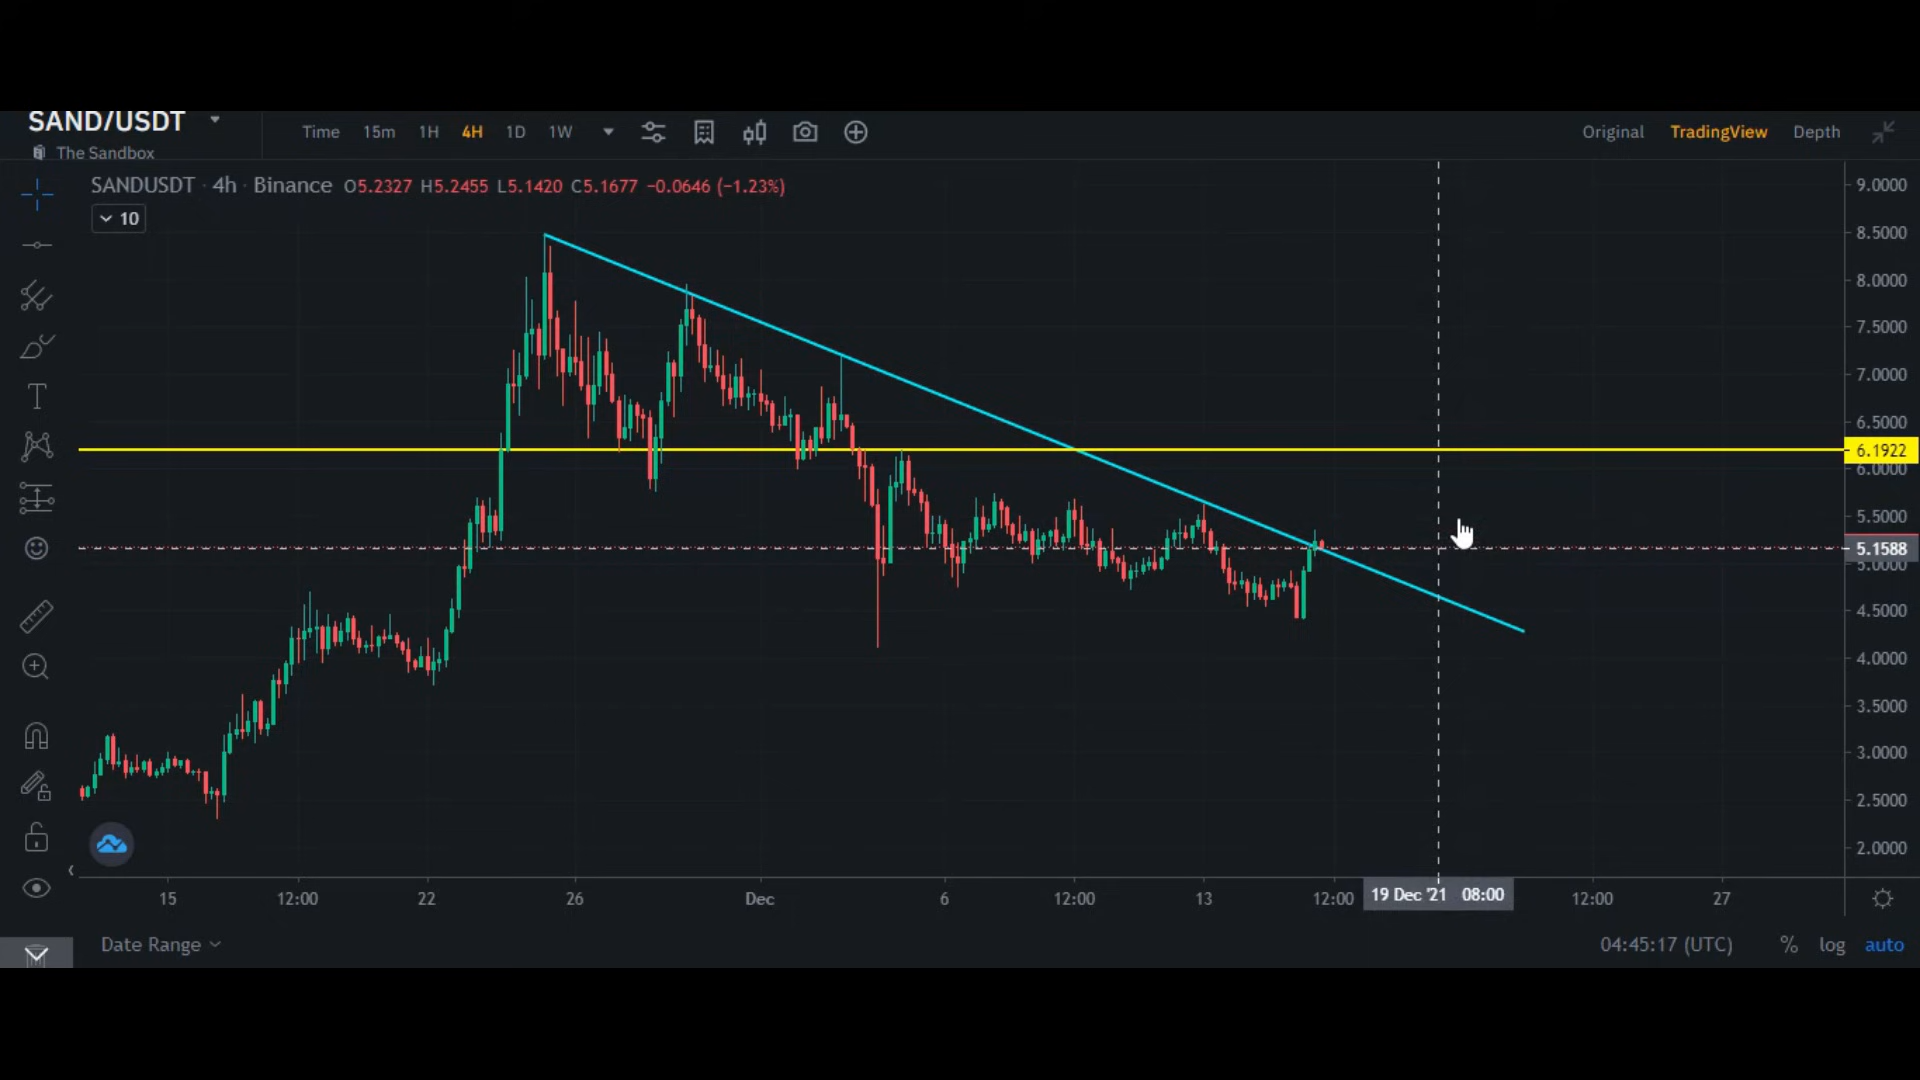 SAND/USDT
The Sandbox
Time 15m 1H 4H 1D 1W
Original TradingView Depth
SANDUSDT · 4h · Binance O5.2327 H5.2455 L5.1420 C5.1677 −0.0646 (−1.23%)
10
9.0000
8.5000
8.0000
7.5000
7.0000
6.5000
6.1922
6.0000
5.5000
5.1588
5.0000
4.5000
4.0000
3.5000
3.0000
2.5000
2.0000
15 12:00 22 26 Dec 6 12:00 13 12:00 19 Dec '21 08:00 12:00 27
Date Range 04:45:17 (UTC) % log auto